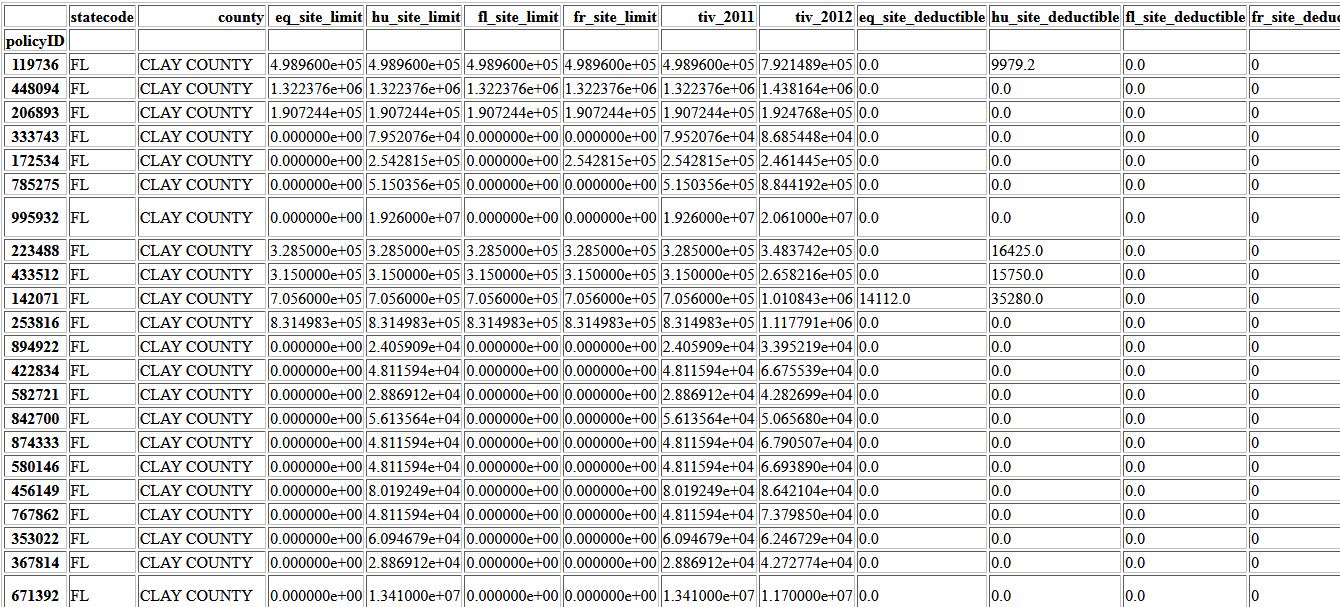 statecode county eq_site_limit hu_site_limit fl_site_limit fr_site_limit tiv_2011 tiv_2012 eq_site_deductible hu_site_deductible fl_site_deductible fr_site_deduc
policyID
119736 FL CLAY COUNTY 4.989600e+05 4.989600e+05 4.989600e+05 4.989600e+05 4.989600e+05 7.921489e+05 0.0 9979.2 0.0 0
448094 FL CLAY COUNTY 1.322376e+06 1.322376e+06 1.322376e+06 1.322376e+06 1.322376e+06 1.438164e+06 0.0 0.0 0.0 0
206893 FL CLAY COUNTY 1.907244e+05 1.907244e+05 1.907244e+05 1.907244e+05 1.907244e+05 1.924768e+05 0.0 0.0 0.0 0
333743 FL CLAY COUNTY 0.000000e+00 7.952076e+04 0.000000e+00 0.000000e+00 7.952076e+04 8.685448e+04 0.0 0.0 0.0 0
172534 FL CLAY COUNTY 0.000000e+00 2.542815e+05 0.000000e+00 2.542815e+05 2.542815e+05 2.461445e+05 0.0 0.0 0.0 0
785275 FL CLAY COUNTY 0.000000e+00 5.150356e+05 0.000000e+00 0.000000e+00 5.150356e+05 8.844192e+05 0.0 0.0 0.0 0
995932 FL CLAY COUNTY 0.000000e+00 1.926000e+07 0.000000e+00 0.000000e+00 1.926000e+07 2.061000e+07 0.0 0.0 0.0 0
223488 FL CLAY COUNTY 3.285000e+05 3.285000e+05 3.285000e+05 3.285000e+05 3.285000e+05 3.483742e+05 0.0 16425.0 0.0 0
433512 FL CLAY COUNTY 3.150000e+05 3.150000e+05 3.150000e+05 3.150000e+05 3.150000e+05 2.658216e+05 0.0 15750.0 0.0 0
142071 FL CLAY COUNTY 7.056000e+05 7.056000e+05 7.056000e+05 7.056000e+05 7.056000e+05 1.010843e+06 14112.0 35280.0 0.0 0
253816 FL CLAY COUNTY 8.314983e+05 8.314983e+05 8.314983e+05 8.314983e+05 8.314983e+05 1.117791e+06 0.0 0.0 0.0 0
894922 FL CLAY COUNTY 0.000000e+00 2.405909e+04 0.000000e+00 0.000000e+00 2.405909e+04 3.395219e+04 0.0 0.0 0.0 0
422834 FL CLAY COUNTY 0.000000e+00 4.811594e+04 0.000000e+00 0.000000e+00 4.811594e+04 6.675539e+04 0.0 0.0 0.0 0
582721 FL CLAY COUNTY 0.000000e+00 2.886912e+04 0.000000e+00 0.000000e+00 2.886912e+04 4.282699e+04 0.0 0.0 0.0 0
842700 FL CLAY COUNTY 0.000000e+00 5.613564e+04 0.000000e+00 0.000000e+00 5.613564e+04 5.065680e+04 0.0 0.0 0.0 0
874333 FL CLAY COUNTY 0.000000e+00 4.811594e+04 0.000000e+00 0.000000e+00 4.811594e+04 6.790507e+04 0.0 0.0 0.0 0
580146 FL CLAY COUNTY 0.000000e+00 4.811594e+04 0.000000e+00 0.000000e+00 4.811594e+04 6.693890e+04 0.0 0.0 0.0 0
456149 FL CLAY COUNTY 0.000000e+00 8.019249e+04 0.000000e+00 0.000000e+00 8.019249e+04 8.642104e+04 0.0 0.0 0.0 0
767862 FL CLAY COUNTY 0.000000e+00 4.811594e+04 0.000000e+00 0.000000e+00 4.811594e+04 7.379850e+04 0.0 0.0 0.0 0
353022 FL CLAY COUNTY 0.000000e+00 6.094679e+04 0.000000e+00 0.000000e+00 6.094679e+04 6.246729e+04 0.0 0.0 0.0 0
367814 FL CLAY COUNTY 0.000000e+00 2.886912e+04 0.000000e+00 0.000000e+00 2.886912e+04 4.272774e+04 0.0 0.0 0.0 0
671392 FL CLAY COUNTY 0.000000e+00 1.341000e+07 0.000000e+00 0.000000e+00 1.341000e+07 1.170000e+07 0.0 0.0 0.0 0